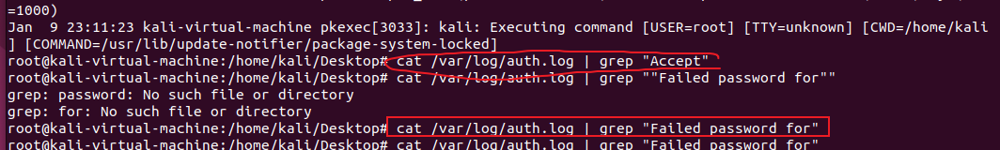 =1000)
Jan  9 23:11:23 kali-virtual-machine pkexec[3033]: kali: Executing command [USER=root] [TTY=unknown] [CWD=/home/kali
] [COMMAND=/usr/lib/update-notifier/package-system-locked]
root@kali-virtual-machine:/home/kali/Desktop# cat /var/log/auth.log | grep "Accept"
root@kali-virtual-machine:/home/kali/Desktop# cat /var/log/auth.log | grep ""Failed password for""
grep: password: No such file or directory
grep: for: No such file or directory
root@kali-virtual-machine:/home/kali/Desktop# cat /var/log/auth.log | grep "Failed password for"
root@kali-virtual-machine:/home/kali/Desktop# cat /var/log/auth.log | grep "Failed password for"